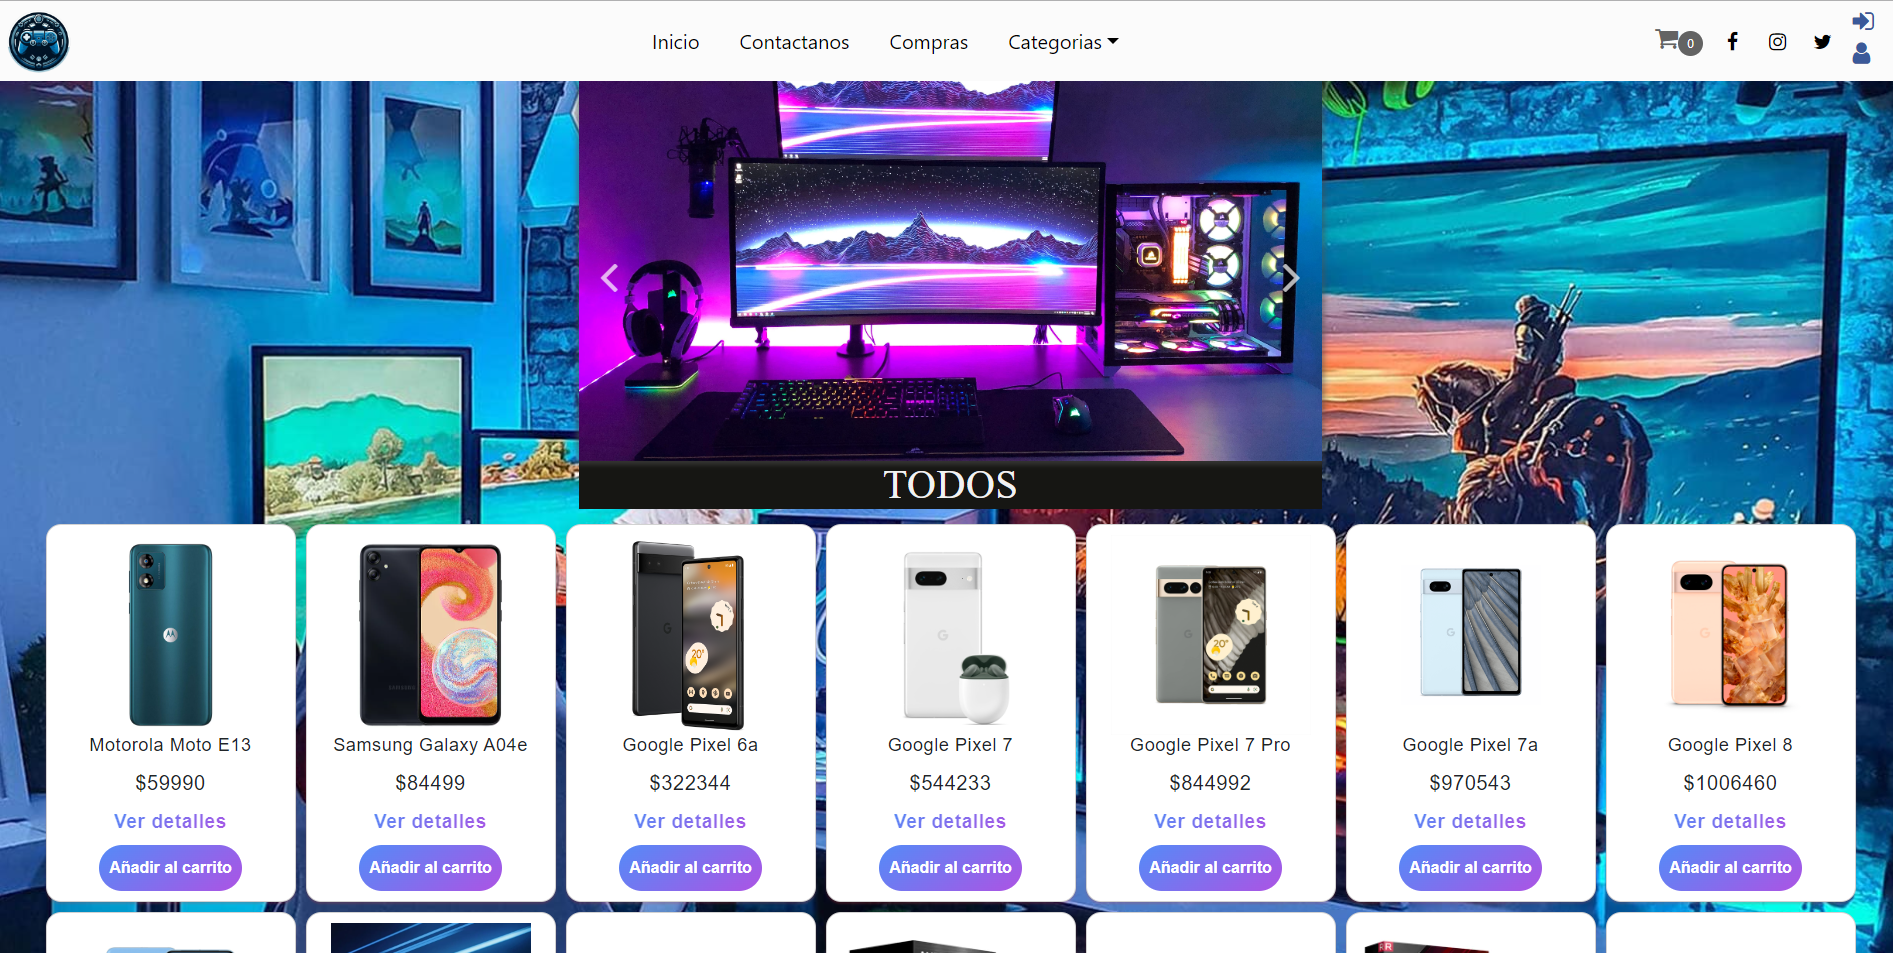 Inicio Contactanos Compras Categorias 0
TODOS
Motorola Moto E13
$59990
Ver detalles
Añadir al carrito
Samsung Galaxy A04e
$84499
Ver detalles
Añadir al carrito
Google Pixel 6a
$322344
Ver detalles
Añadir al carrito
Google Pixel 7
$544233
Ver detalles
Añadir al carrito
Google Pixel 7 Pro
$844992
Ver detalles
Añadir al carrito
Google Pixel 7a
$970543
Ver detalles
Añadir al carrito
Google Pixel 8
$1006460
Ver detalles
Añadir al carrito